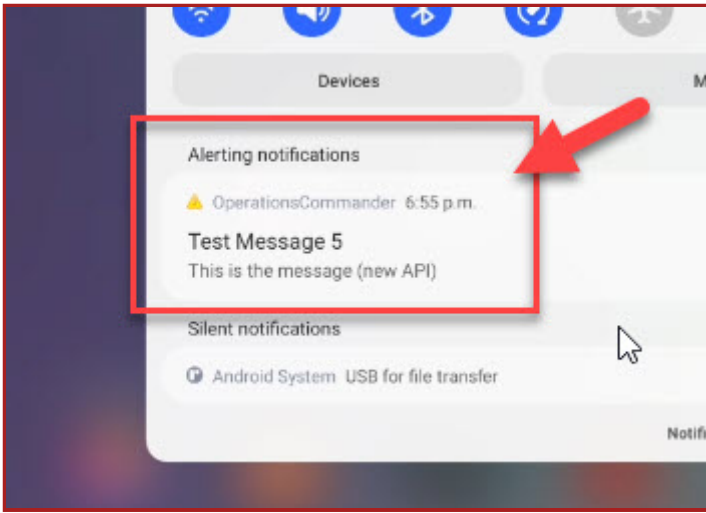 Devices
M
Alerting notifications
OperationsCommander 6:55 p.m.
Test Message 5
This is the message (new API)
Silent notifications
Android System USB for file transfer
Notifi